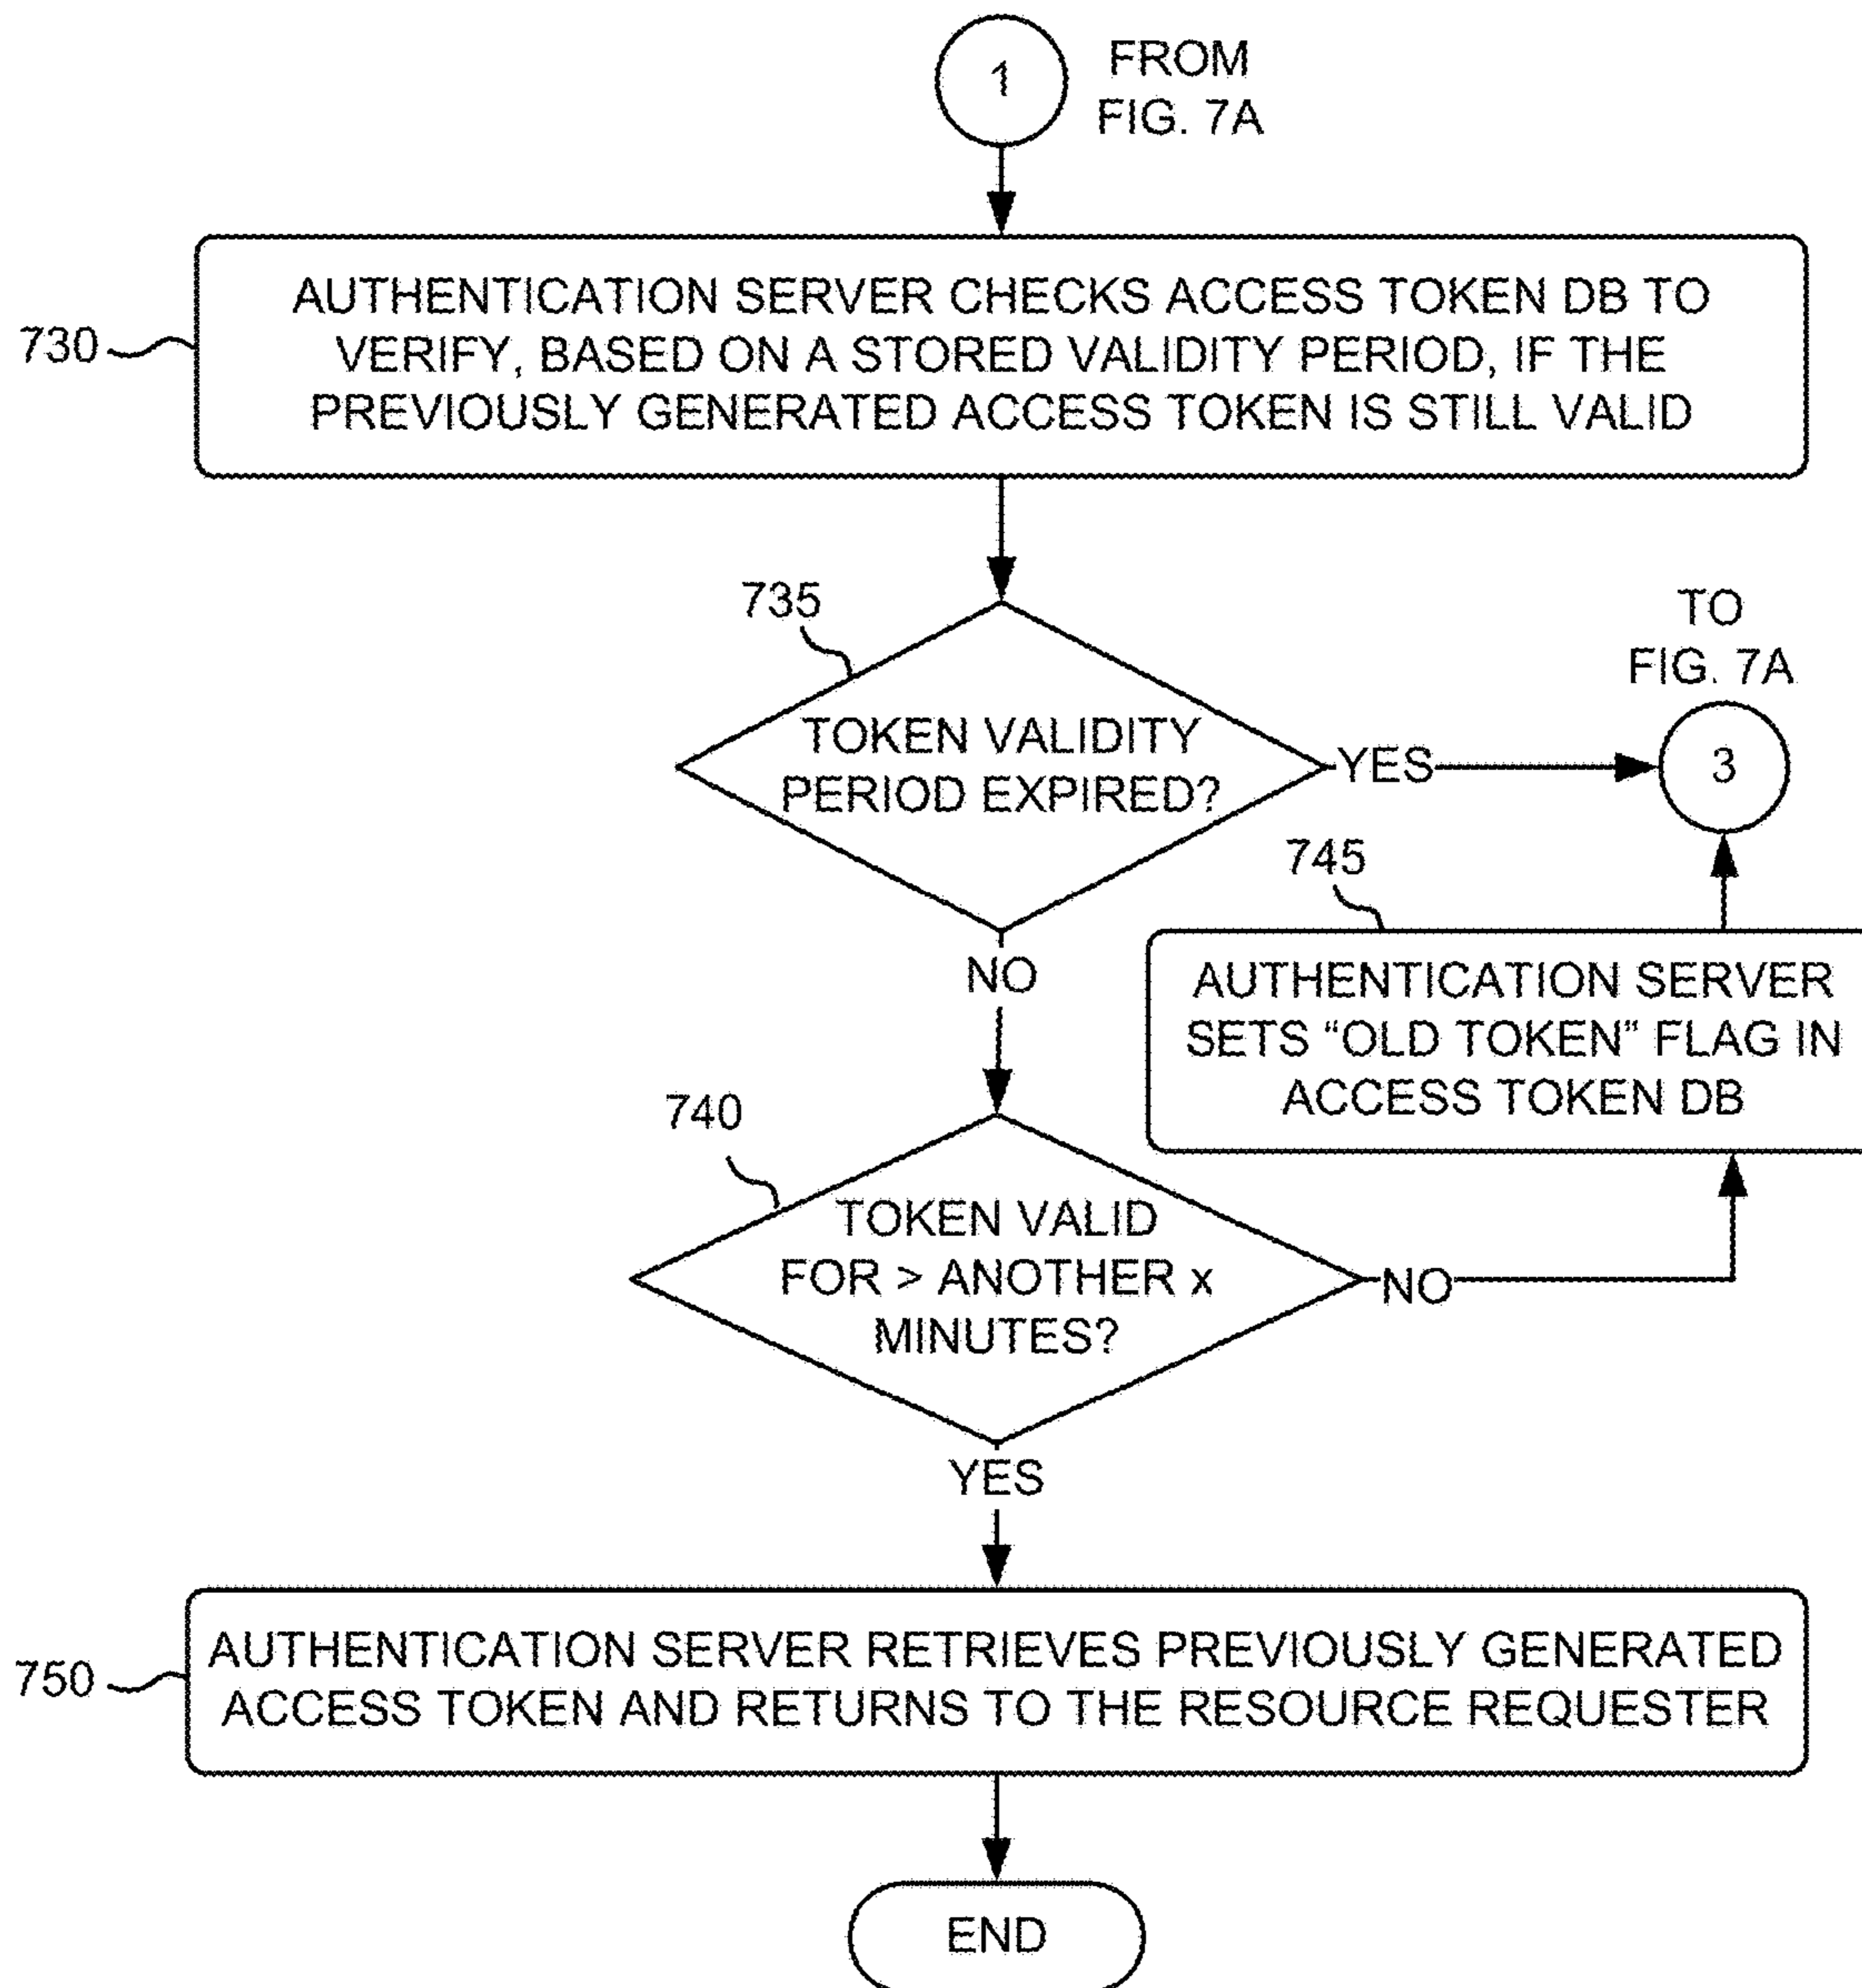 1
FROM
FIG. 7A
730
AUTHENTICATION SERVER CHECKS ACCESS TOKEN DB TO
VERIFY, BASED ON A STORED VALIDITY PERIOD, IF THE
PREVIOUSLY GENERATED ACCESS TOKEN IS STILL VALID
735
TOKEN VALIDITY
PERIOD EXPIRED?
YES
TO
FIG. 7A
3
NO
745
AUTHENTICATION SERVER
SETS “OLD TOKEN” FLAG IN
ACCESS TOKEN DB
740
TOKEN VALID
FOR > ANOTHER x
MINUTES?
NO
YES
750
AUTHENTICATION SERVER RETRIEVES PREVIOUSLY GENERATED
ACCESS TOKEN AND RETURNS TO THE RESOURCE REQUESTER
END